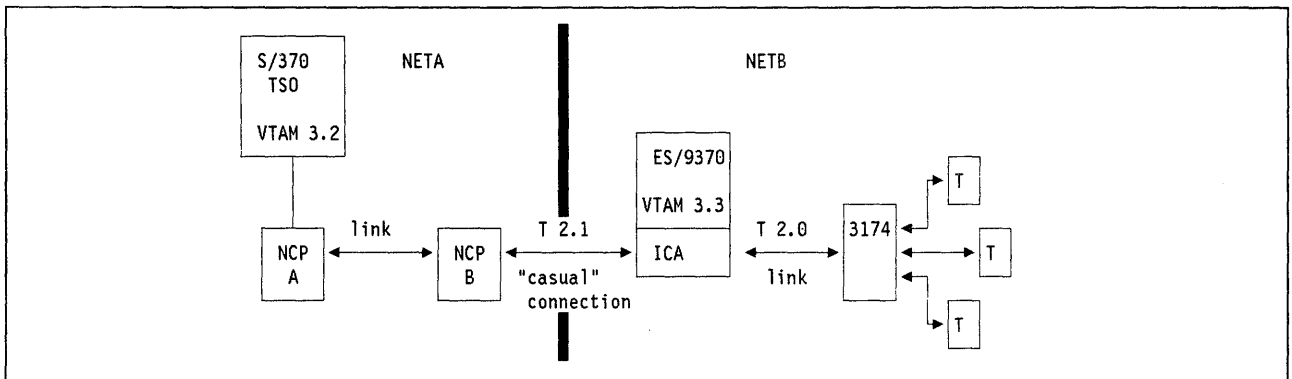 S/370
TSO
VTAM 3.2
NETA
NETB
ES/9370
VTAM 3.3
ICA
NCP
A
link
NCP
B
T 2.1
"casual"
connection
T 2.0
link
3174
T
T
T